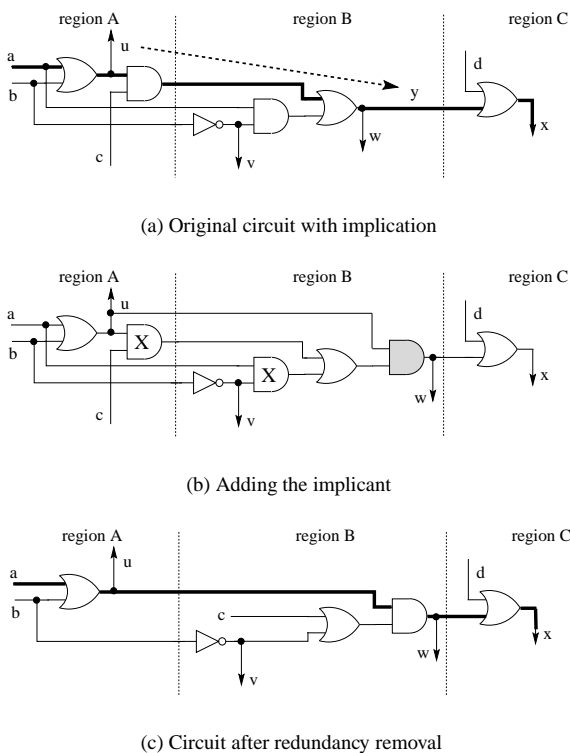 region A
region B
region C
a
u
d
b
y
x
w
c
v
(a) Original circuit with implication
region A
region B
region C
a
u
d
b
X
X
x
w
c
v
(b) Adding the implicant
region A
region B
region C
u
a
d
b
c
x
w
v
(c) Circuit after redundancy removal